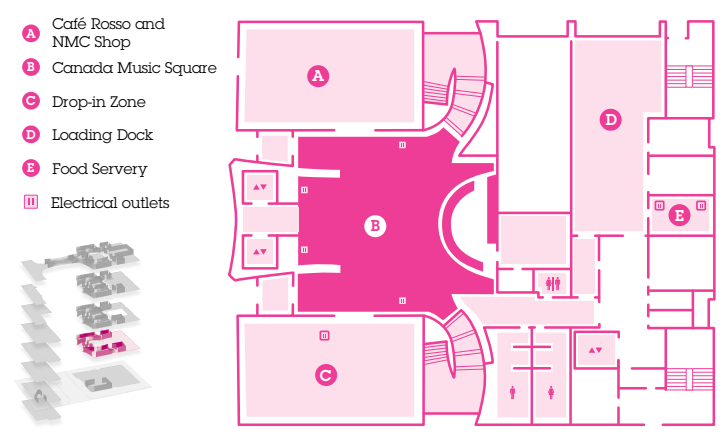 A Café Rosso and
NMC Shop
B Canada Music Square
C Drop-in Zone
D Loading Dock
E Food Servery
Electrical outlets
A
D
B
E
C